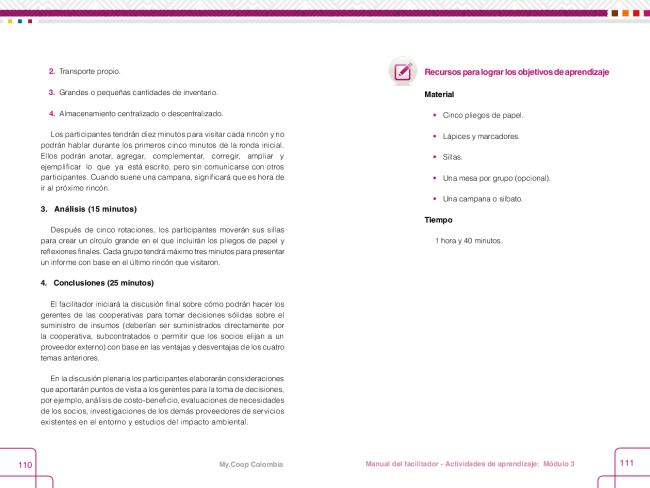 2. Transporte propio.
3. Grandes o pequeñas cantidades de inventario.
4. Almacenamiento centralizado o descentralizado.
Los participantes tendrán diez minutos para visitar cada rincón y no
podrán hablar durante los primeros cinco minutos de la ronda inicial.
Ellos podrán anotar, agregar, complementar, corregir, ampliar y
ejemplificar lo que ya está escrito, pero sin comunicarse con otros
participantes. Cuando suene una campana, significará que es hora de
ir al próximo rincón.
3. Análisis (15 minutos)
Después de cinco rotaciones, los participantes moverán sus sillas
para crear un círculo grande en el que incluirán los pliegos de papel y
reflexiones finales. Cada grupo tendrá máximo tres minutos para presentar
un informe con base en el último rincón que visitaron.
4. Conclusiones (25 minutos)
El facilitador iniciará la discusión final sobre cómo podrán hacer los
gerentes de las cooperativas para tomar decisiones sólidas sobre el
suministro de insumos (deberían ser suministrados directamente por
la cooperativa, subcontratados o permitir que los socios elijan a un
proveedor externo) con base en las ventajas y desventajas de los cuatro
temas anteriores.
En la discusión plenaria los participantes elaborarán consideraciones
que aportarán puntos de vista a los gerentes para la toma de decisiones,
por ejemplo, análisis de costo-beneficio, evaluaciones de necesidades
de los socios, investigaciones de los demás proveedores de servicios
existentes en el entorno y estudios del impacto ambiental.
110
My.Coop Colombia
Recursos para lograr los objetivos de aprendizaje
Material
• Cinco pliegos de papel.
• Lápices y marcadores.
• Sillas.
• Una mesa por grupo (opcional).
• Una campana o silbato.
Tiempo
1 hora y 40 minutos.
Manual del facilitador - Actividades de aprendizaje: Módulo 3
111